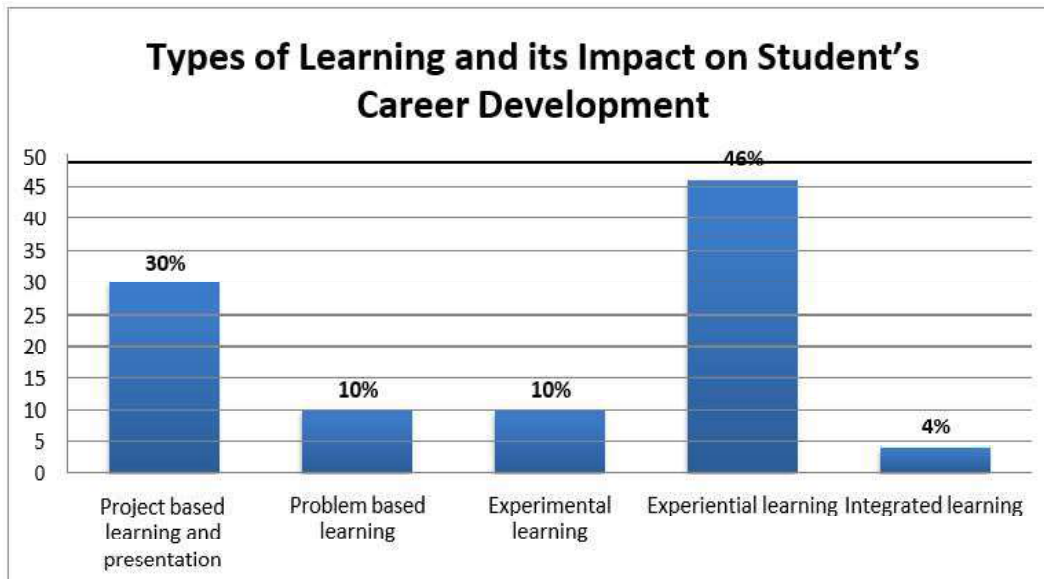 Types of Learning and its Impact on Student's
Career Development
50
45
40
35
30
25
20
15
10
5
0
30%
10%
10%
46%
4%
Project based
learning and
presentation
Problem based
learning
Experimental
learning
Experiential learning
Integrated learning